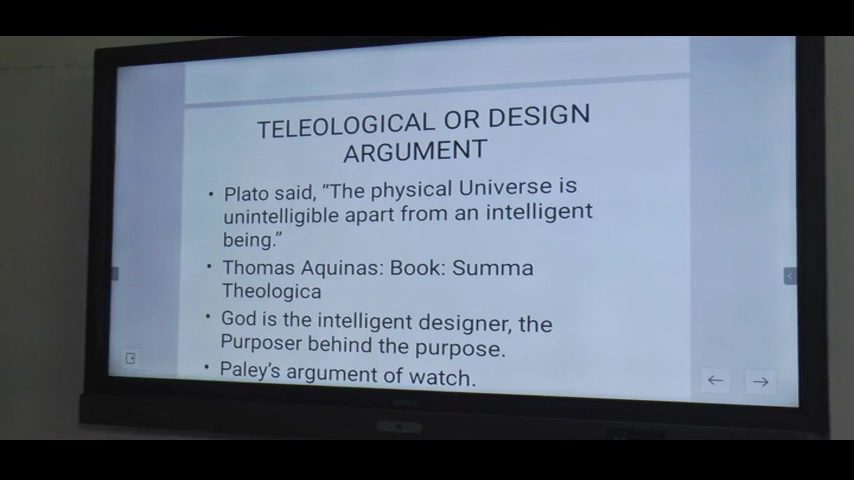 TELEOLOGICAL OR DESIGN
ARGUMENT
• Plato said, “The physical Universe is
unintelligible apart from an intelligent
being.”
• Thomas Aquinas: Book: Summa
Theologica
• God is the intelligent designer, the
Purposer behind the purpose.
• Paley’s argument of watch.